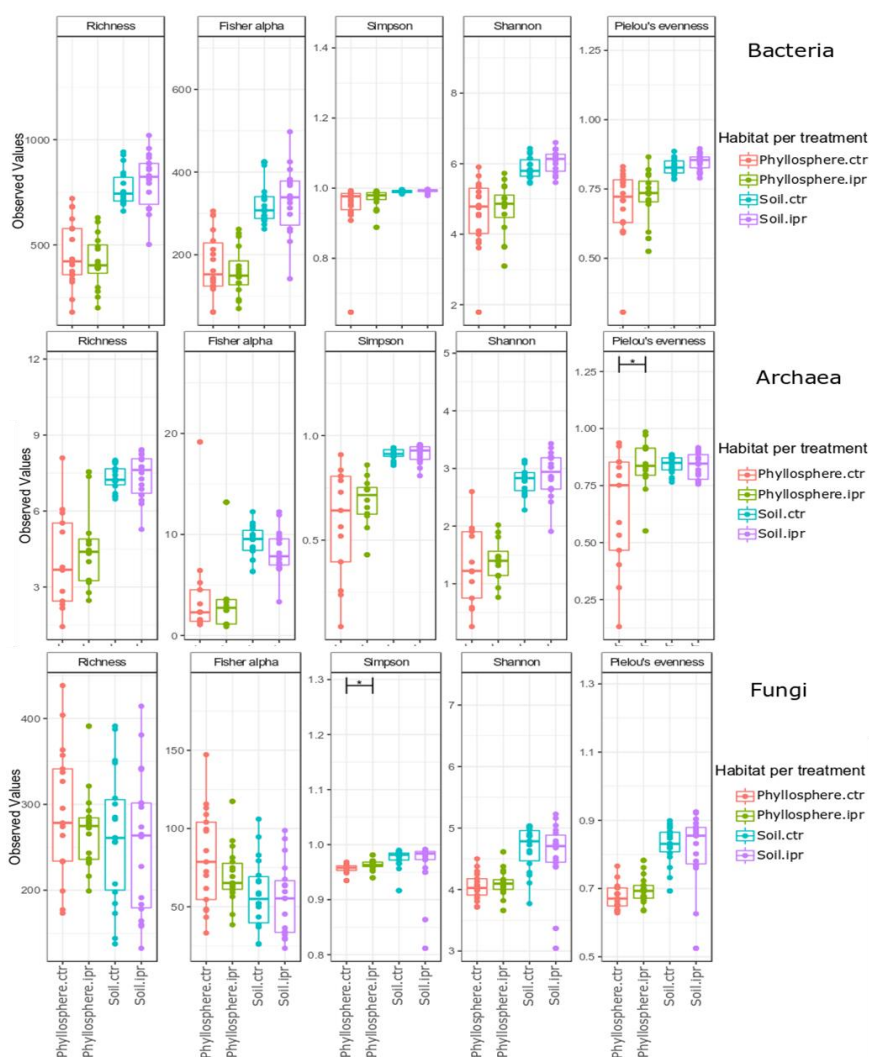 Richness Fisher alpha Simpson Shannon Pielou's evenness
Bacteria
Observed Values
1000
500
600
400
200
1.4
1.2
1.0
0.8
8
6
4
2
1.25
1.00
0.75
0.50
Habitat per treatment
Phyllosphere.ctr
Phyllosphere.ipr
Soil.ctr
Soil.ipr
Richness Fisher alpha Simpson Shannon Pielou's evenness
Archaea
Observed Values
12
9
6
3
20
10
0
1.0
0.5
5
4
3
2
1
*
1.25
1.00
0.75
0.50
0.25
Habitat per treatment
Phyllosphere.ctr
Phyllosphere.ipr
Soil.ctr
Soil.ipr
Richness Fisher alpha Simpson Shannon Pielou's evenness
Fungi
Observed Values
400
300
200
150
100
50
*
1.3
1.2
1.1
1.0
0.9
0.8
7
6
5
4
3
1.3
1.1
0.9
0.7
0.5
Habitat per treatment
Phyllosphere.ctr
Phyllosphere.ipr
Soil.ctr
Soil.ipr
Phyllosphere.ctr Phyllosphere.ipr Soil.ctr Soil.ipr Phyllosphere.ctr Phyllosphere.ipr Soil.ctr Soil.ipr Phyllosphere.ctr Phyllosphere.ipr Soil.ctr Soil.ipr Phyllosphere.ctr Phyllosphere.ipr Soil.ctr Soil.ipr Phyllosphere.ctr Phyllosphere.ipr Soil.ctr Soil.ipr